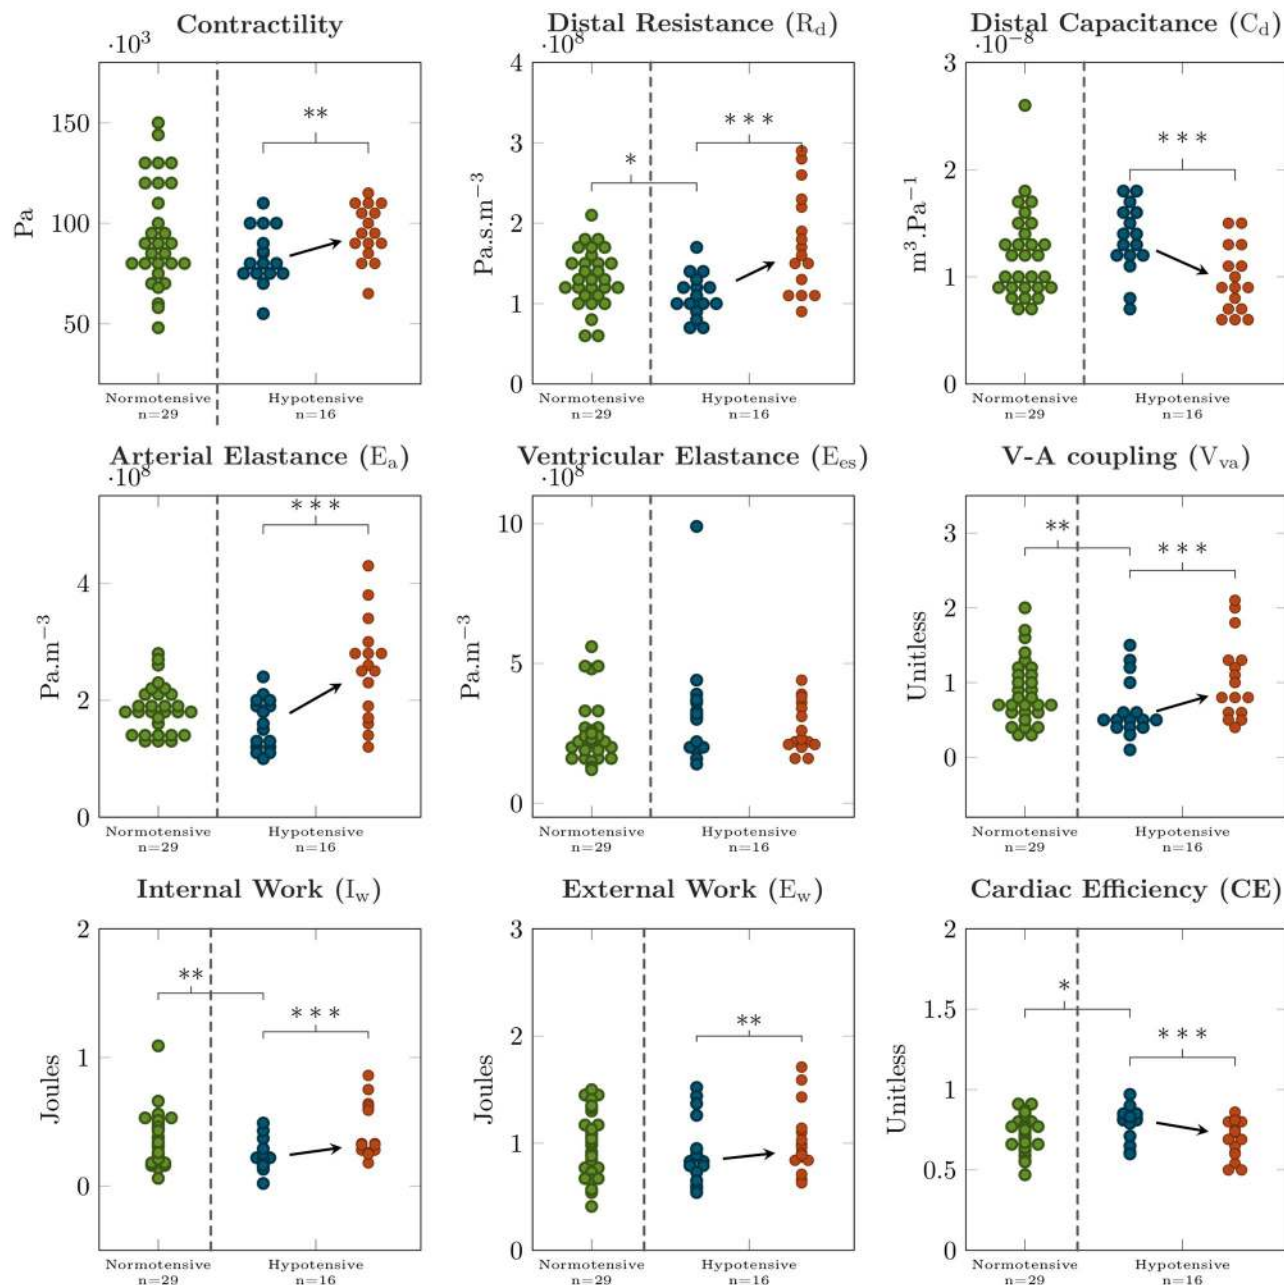 Contractility
·10³
Pa
150
100
50
**
Normotensive
n=29
Hypotensive
n=16
Distal Resistance (R_d)
·10⁸
Pa.s.m⁻³
4
3
2
1
0
*
* * *
Normotensive
n=29
Hypotensive
n=16
Distal Capacitance (C_d)
·10⁻⁸
m³.Pa⁻¹
3
2
1
0
* * *
Normotensive
n=29
Hypotensive
n=16
Arterial Elastance (E_a)
·10⁸
Pa.m⁻³
4
2
0
* * *
Normotensive
n=29
Hypotensive
n=16
Ventricular Elastance (E_es)
·10⁸
Pa.m⁻³
10
5
0
Normotensive
n=29
Hypotensive
n=16
V-A coupling (V_va)
Unitless
3
2
1
0
**
* * *
Normotensive
n=29
Hypotensive
n=16
Internal Work (I_w)
Joules
2
1
0
**
* * *
Normotensive
n=29
Hypotensive
n=16
External Work (E_w)
Joules
3
2
1
0
**
Normotensive
n=29
Hypotensive
n=16
Cardiac Efficiency (CE)
Unitless
2
1.5
1
0.5
0
*
* * *
Normotensive
n=29
Hypotensive
n=16